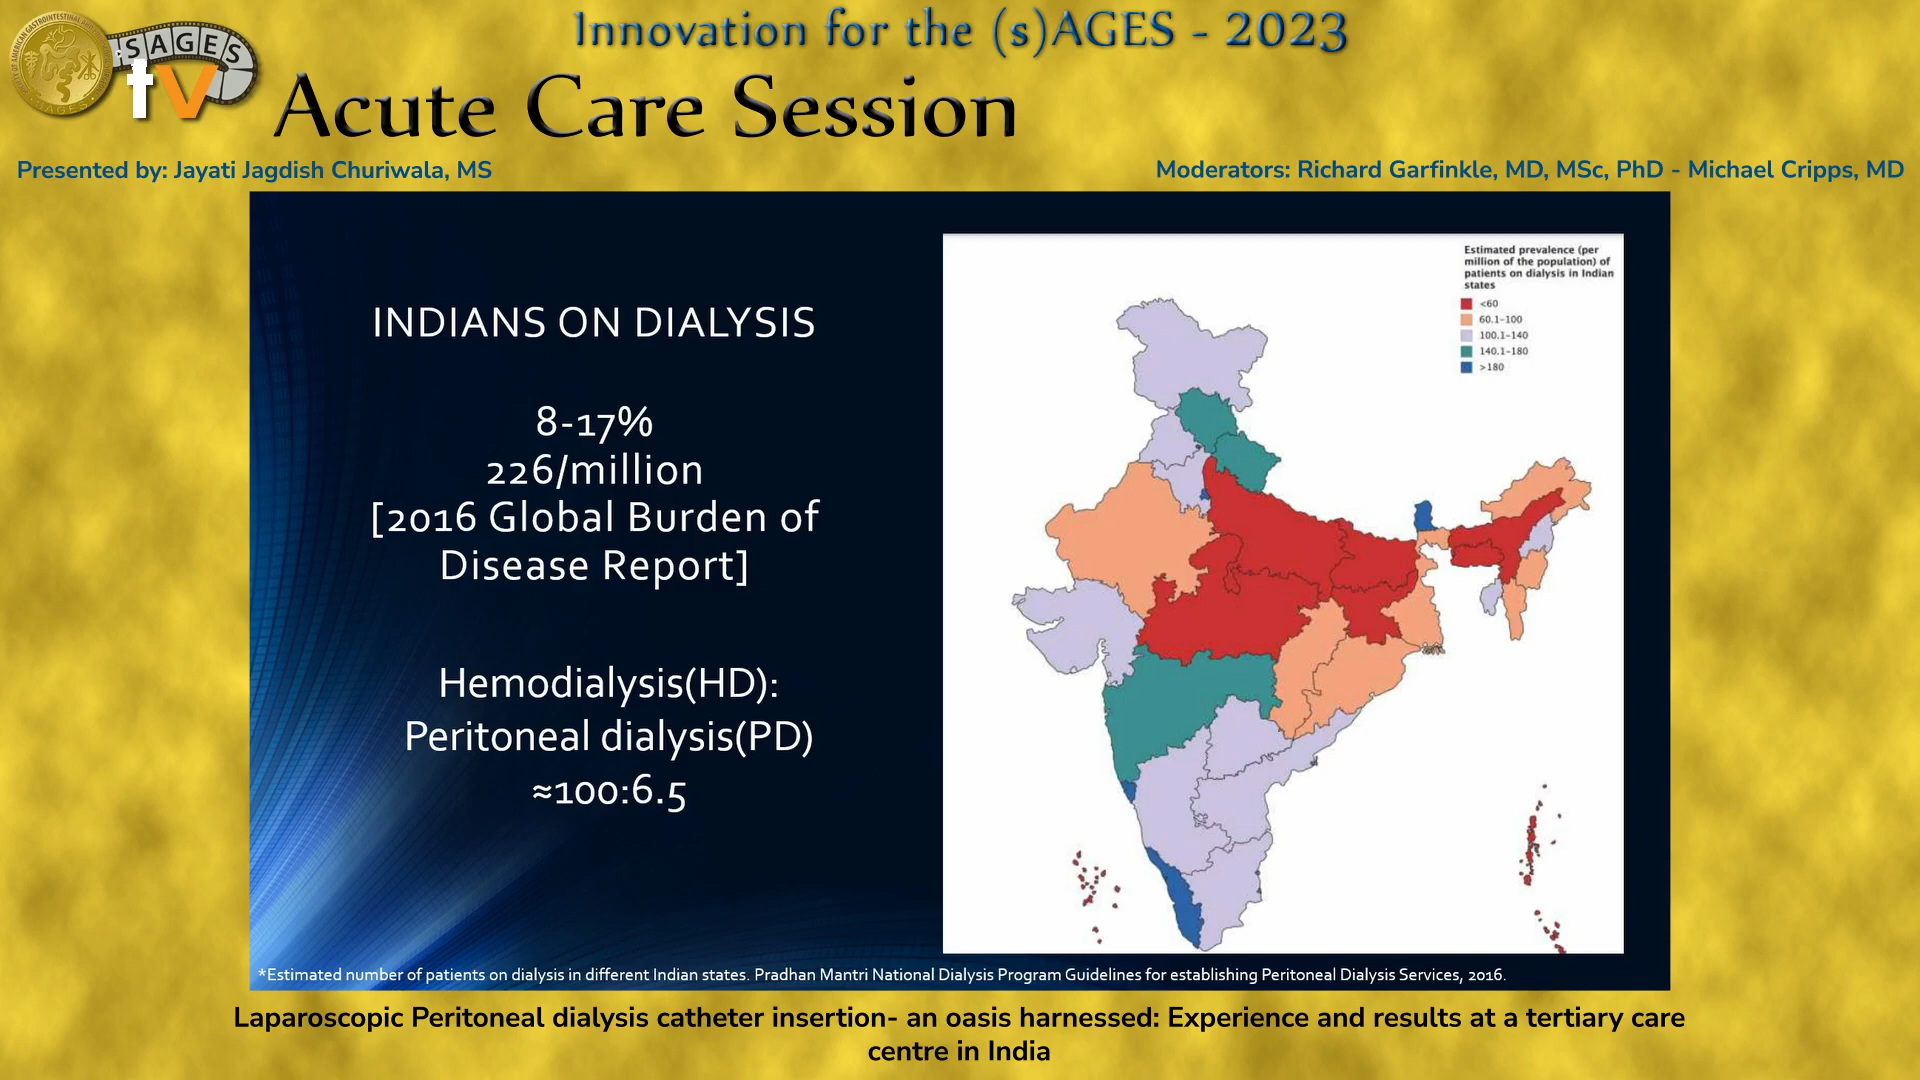 Innovation for the (s)AGES - 2023
SAGES
tv
Acute Care Session
Presented by: Jayati Jagdish Churiwala, MS
Moderators: Richard Garfinkle, MD, MSc, PhD - Michael Cripps, MD
INDIANS ON DIALYSIS
8-17%
226/million
[2016 Global Burden of
Disease Report]
Hemodialysis(HD):
Peritoneal dialysis(PD)
≈100:6.5
Estimated prevalence (per
million of the population) of
patients on dialysis in Indian
states
<60
60.1-100
100.1-140
140.1-180
>180
*Estimated number of patients on dialysis in different Indian states. Pradhan Mantri National Dialysis Program Guidelines for establishing Peritoneal Dialysis Services, 2016.
Laparoscopic Peritoneal dialysis catheter insertion- an oasis harnessed: Experience and results at a tertiary care
centre in India